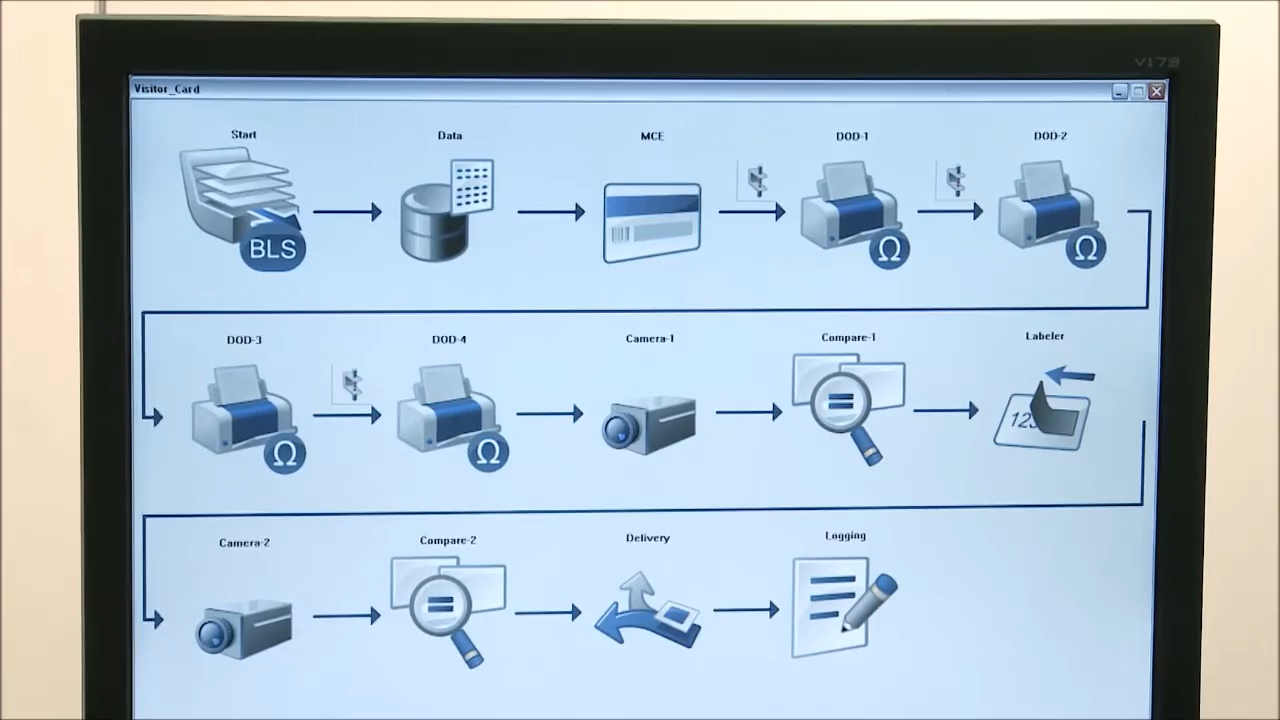 V173
Visitor_Card
Start
Data
MCE
DOD-1
DOD-2
BLS
Ω
Ω
DOD-3
DOD-4
Camera-1
Compare-1
Labeler
123
Ω
Ω
Camera-2
Compare-2
Delivery
Logging